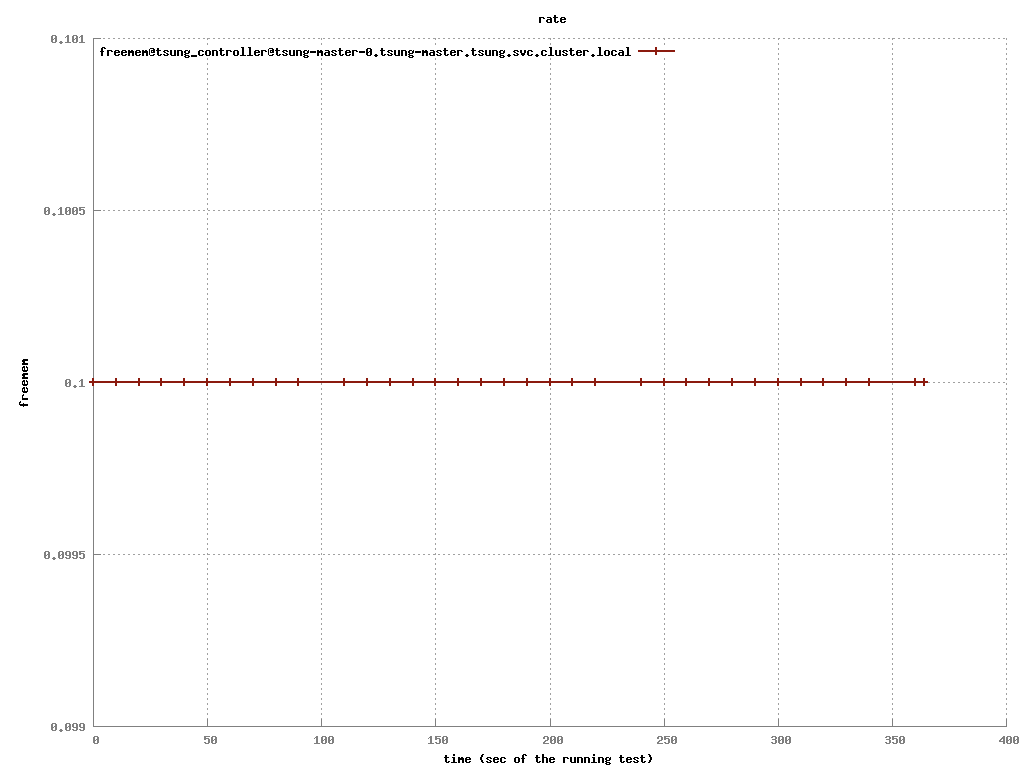 rate
0.101
freemem@tsung_controller@tsung-master-0.tsung-master.tsung.svc.cluster.local
0.1005
freemem
0.1
0.0995
0.099
0 50 100 150 200 250 300 350 400
time (sec of the running test)